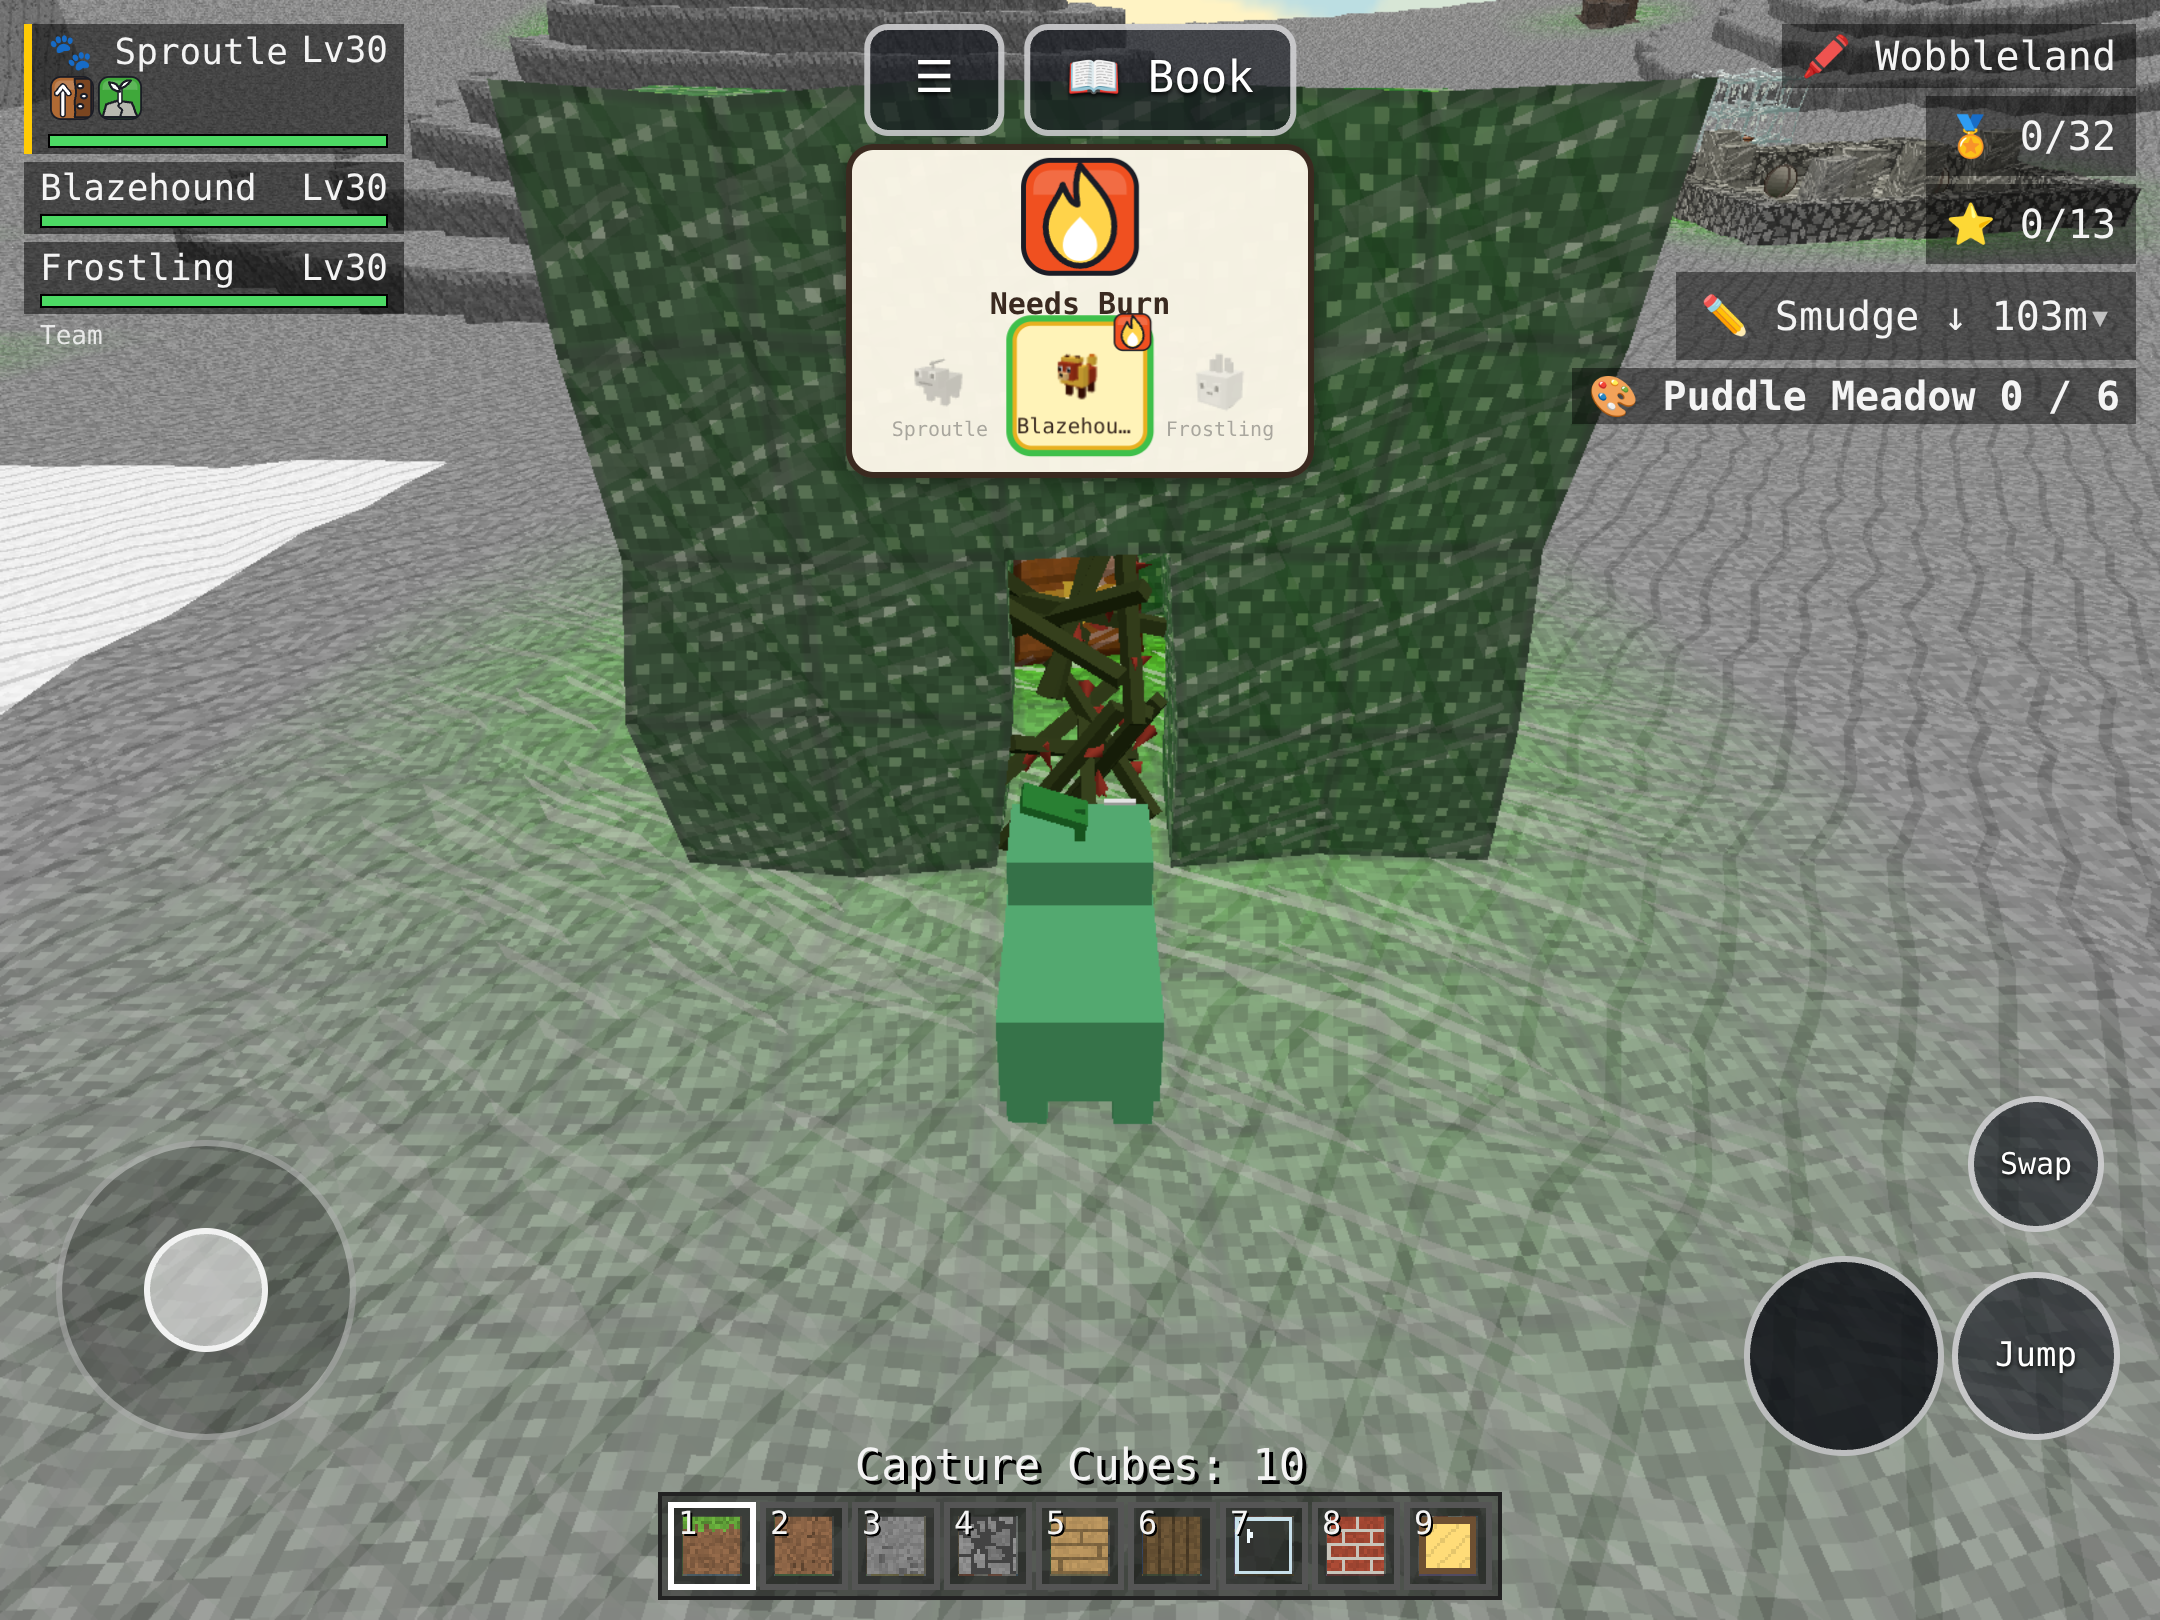 Sproutle Lv30
Blazehound Lv30
Frostling Lv30
Team
☰
Book
Needs Burn
Sproutle
Blazehou…
Frostling
Wobbleland
0/32
0/13
Smudge ↓ 103m▾
Puddle Meadow 0 / 6
Swap
Jump
Capture Cubes: 10
1 2 3 4 5 6 7 8 9